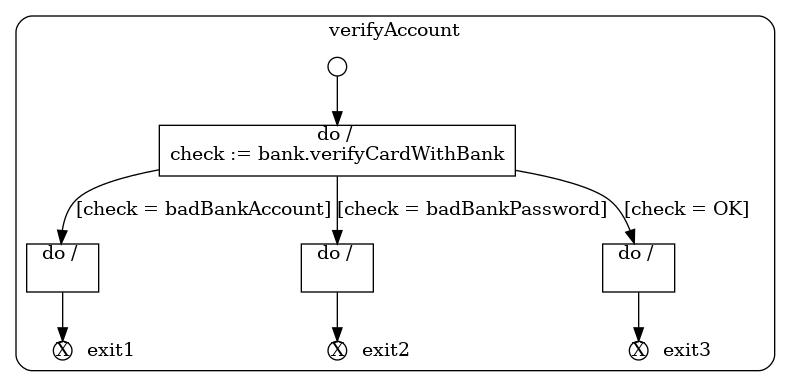 verifyAccount
do /
check := bank.verifyCardWithBank
[check = badBankAccount]
[check = badBankPassword]
[check = OK]
do /
do /
do /
X exit1
X exit2
X exit3